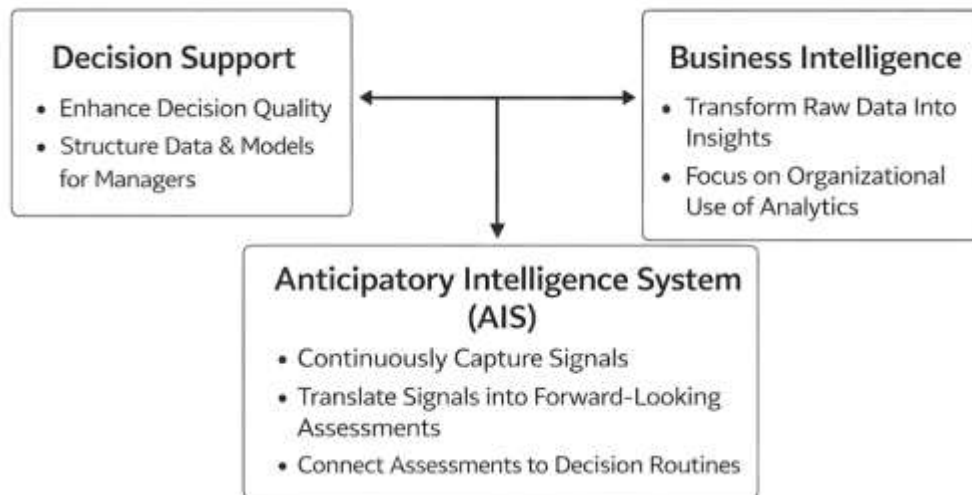 Decision Support
• Enhance Decision Quality
• Structure Data & Models
for Managers
Business Intelligence
• Transform Raw Data Into
Insights
• Focus on Organizational
Use of Analytics
Anticipatory Intelligence System
(AIS)
• Continuously Capture Signals
• Translate Signals into Forward-Looking
Assessments
• Connect Assessments to Decision Routines